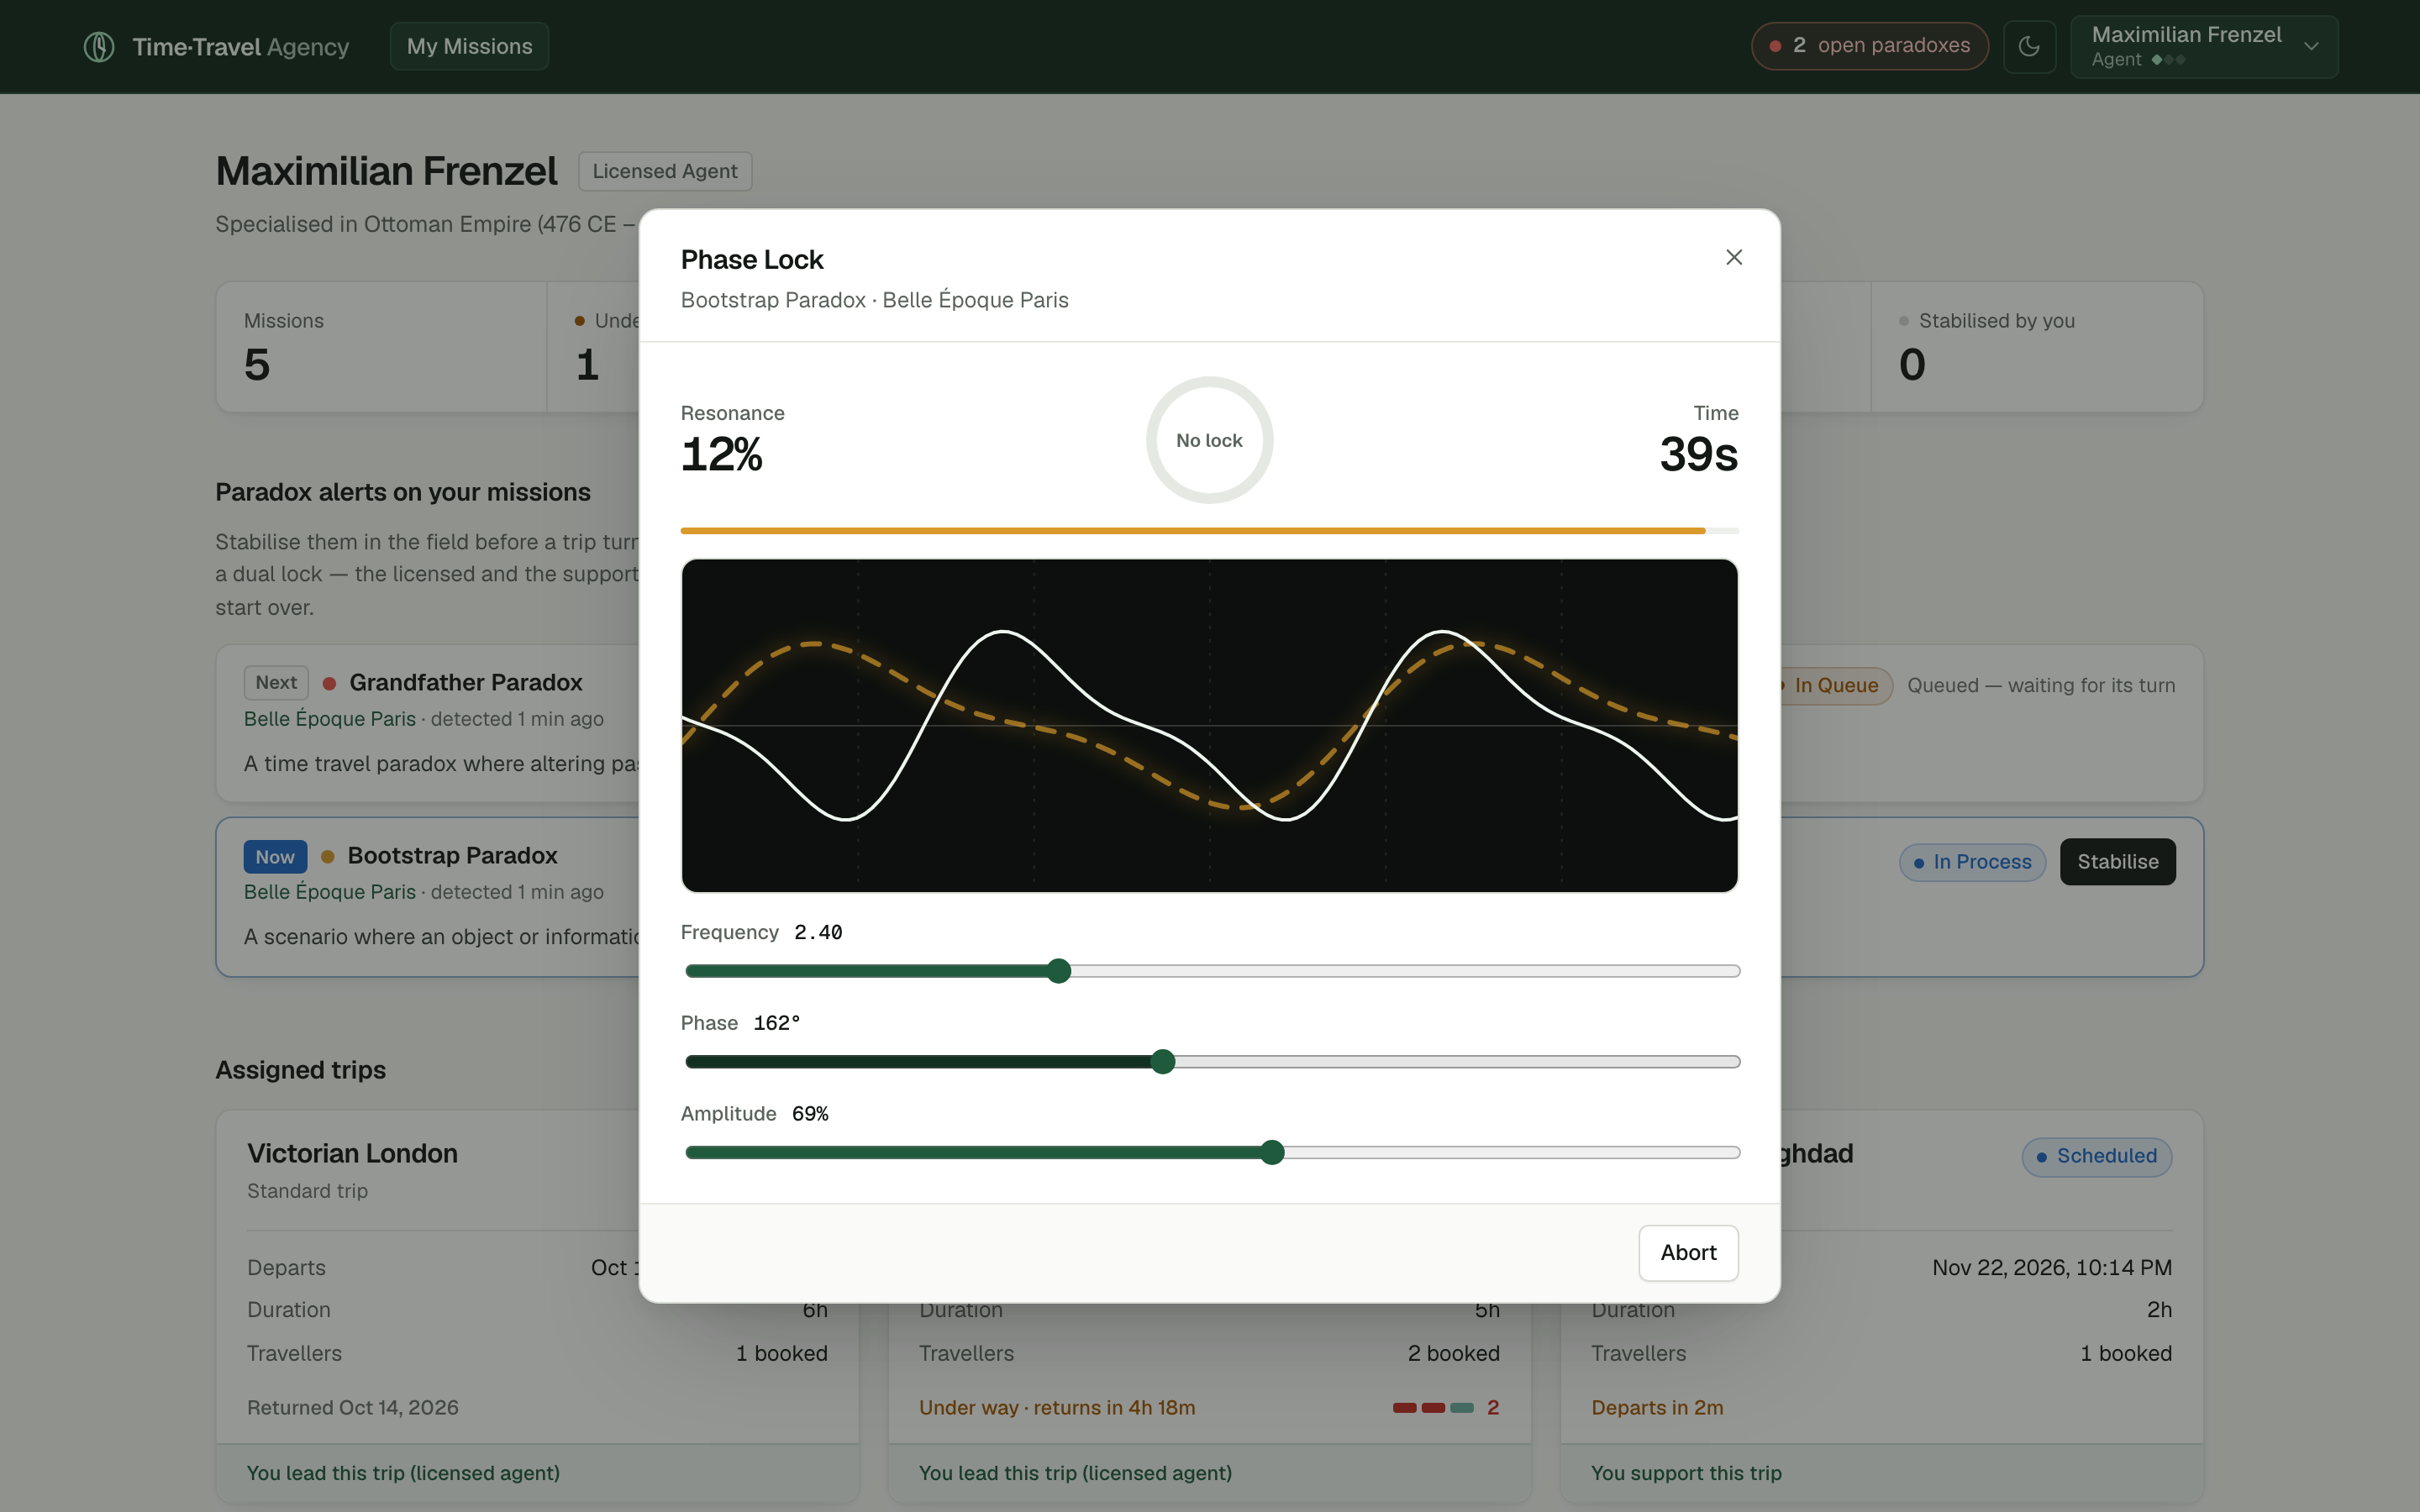 Time·Travel Agency
My Missions
2 open paradoxes
Maximilian Frenzel
Agent
Maximilian Frenzel
Licensed Agent
Specialised in Ottoman Empire (476 CE –
Missions
5
1
Stabilised by you
0
Paradox alerts on your missions
Stabilise them in the field before a trip
a dual lock — the licensed and the
start over.
Next
Grandfather Paradox
Belle Époque Paris · detected 1 min ago
A time travel paradox where altering
In Queue
Queued — waiting for its turn
Now
Bootstrap Paradox
Belle Époque Paris · detected 1 min ago
A scenario where an object or
In Process
Stabilise
Phase Lock
Bootstrap Paradox · Belle Époque Paris
Resonance
12%
No lock
Time
39s
Frequency 2.40
Phase 162°
Amplitude 69%
Abort
Assigned trips
Victorian London
Standard trip
Departs
Oct
Duration
6h
Travellers
1 booked
Returned Oct 14, 2026
You lead this trip (licensed agent)
Duration
5h
Travellers
2 booked
Under way · returns in 4h 18m
2
You lead this trip (licensed agent)
Scheduled
Nov 22, 2026, 10:14 PM
Duration
2h
Travellers
1 booked
Departs in 2m
You support this trip